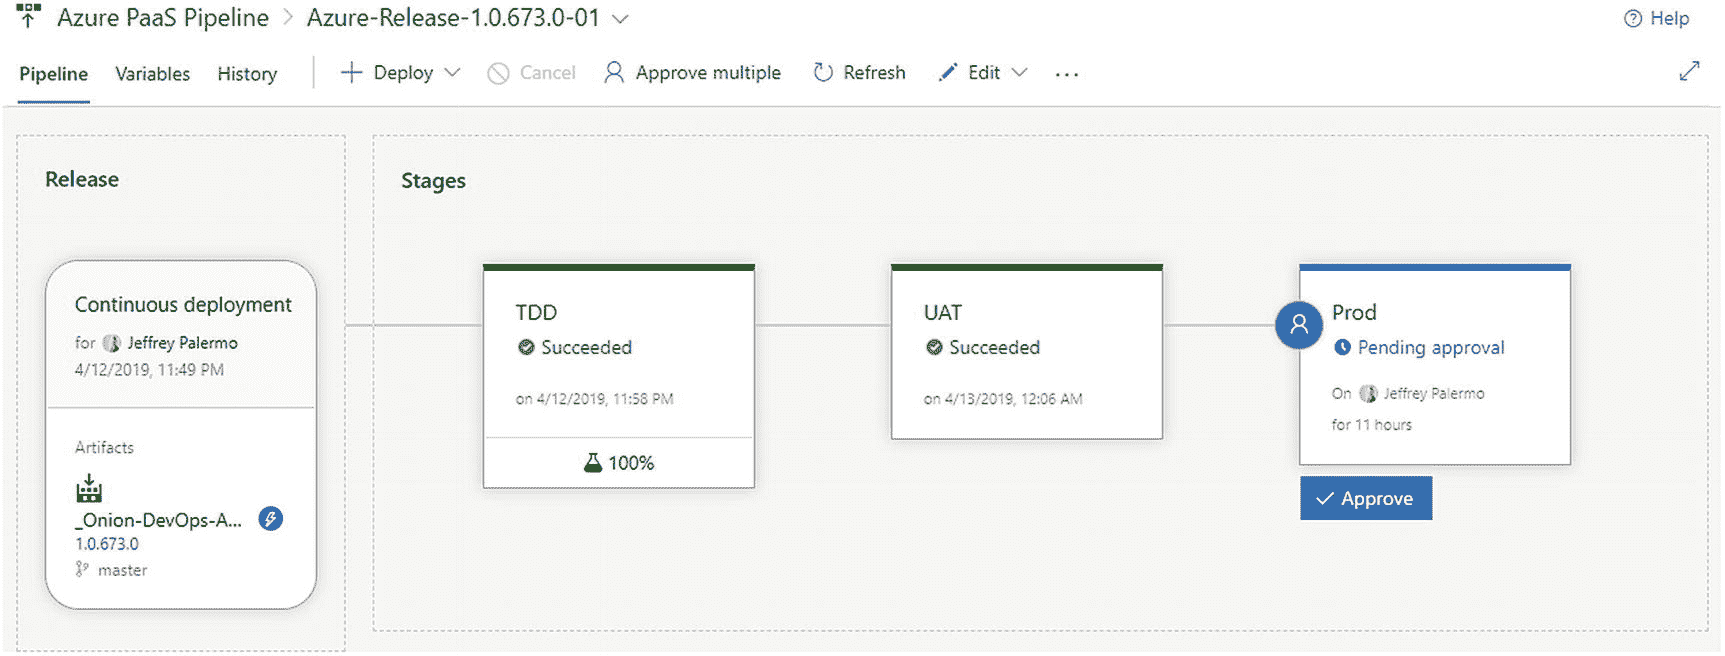 Azure PaaS Pipeline > Azure-Release-1.0.673.0-01
Help
Pipeline Variables History + Deploy Cancel Approve multiple Refresh Edit ...
Release
Stages
Continuous deployment
for Jeffrey Palermo
4/12/2019, 11:49 PM
Artifacts
_Onion-DevOps-A...
1.0.673.0
master
TDD
Succeeded
on 4/12/2019, 11:58 PM
100%
UAT
Succeeded
on 4/13/2019, 12:06 AM
Prod
Pending approval
On Jeffrey Palermo
for 11 hours
Approve